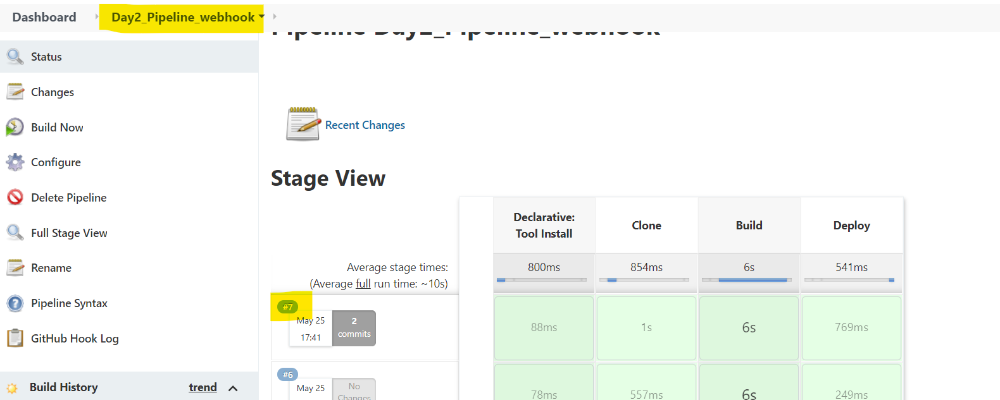 Dashboard
Day2_Pipeline_webhook
Pipeline Day2_Pipeline_webhook
Status
Changes
Build Now
Configure
Delete Pipeline
Full Stage View
Rename
Pipeline Syntax
GitHub Hook Log
Build History trend
Recent Changes
Stage View
Declarative:
Tool Install
Clone
Build
Deploy
Average stage times:
(Average full run time: ~10s)
800ms
854ms
6s
541ms
#7
May 25
17:41
2
commits
88ms
1s
6s
769ms
#6
May 25
No
Changes
78ms
557ms
6s
249ms